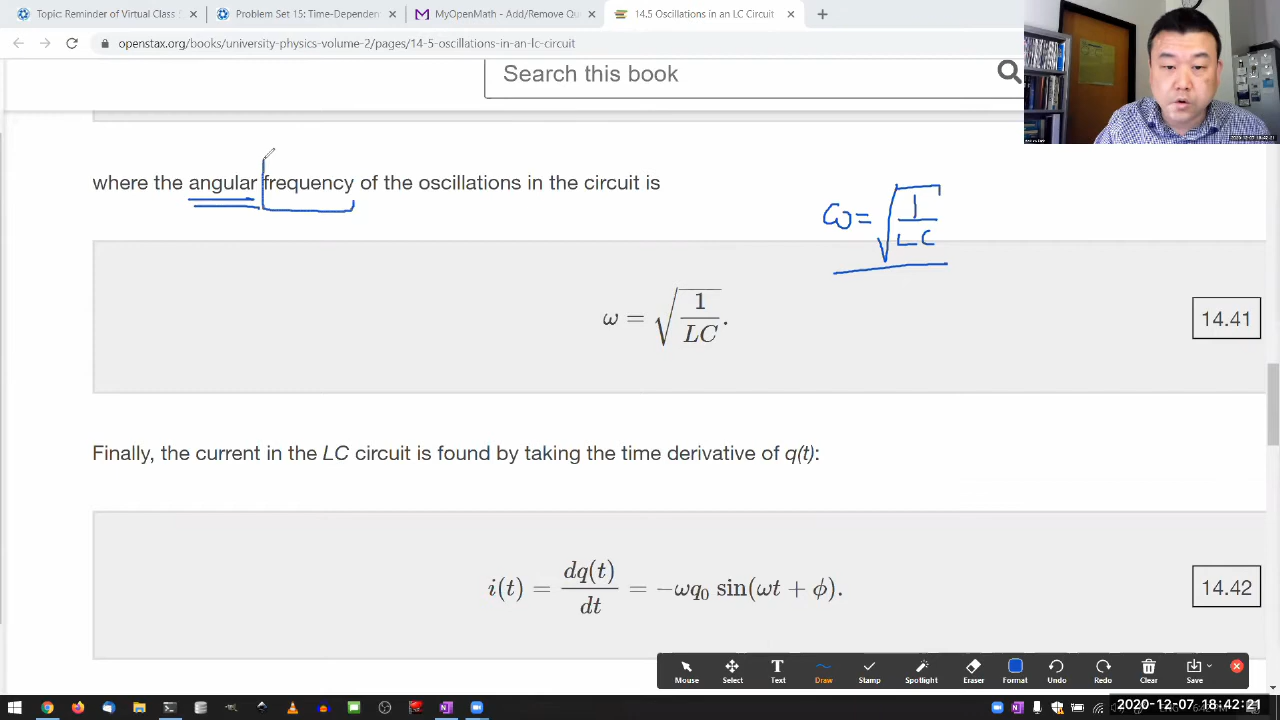 Topic: Reminder of Virtual Class
Problem Set 15: Time-Depende
MyOpenMath - Add/Remove Qu
14.5 Oscillations in an LC Circuit
openstax.org/books/university-physics-volume-2/pages/14-5-oscillations-in-an-lc-circuit
Search this book
where the angular frequency of the oscillations in the circuit is
ω = √(1/LC)
ω = √(1/LC).
14.41
Finally, the current in the LC circuit is found by taking the time derivative of q(t):
i(t) = dq(t)/dt = −ωq₀ sin(ωt + ϕ).
14.42
Mouse Select Text Draw Stamp Spotlight Eraser Format Undo Redo Clear Save
2020-12-07 18:42:21